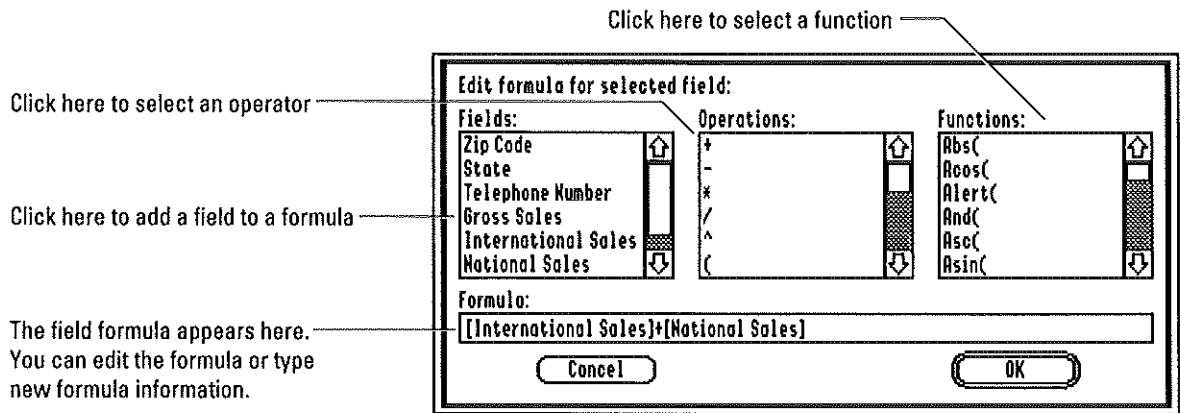 Click here to select a function
Click here to select an operator
Click here to add a field to a formula
The field formula appears here.
You can edit the formula or type
new formula information.
Edit formula for selected field:
Fields:
Zip Code
State
Telephone Number
Gross Sales
International Sales
National Sales
Operations:
+
-
*
/
^
(
Functions:
Abs(
Acos(
Alert(
And(
Asc(
Asin(
Formula:
[International Sales]+[National Sales]
Cancel
OK